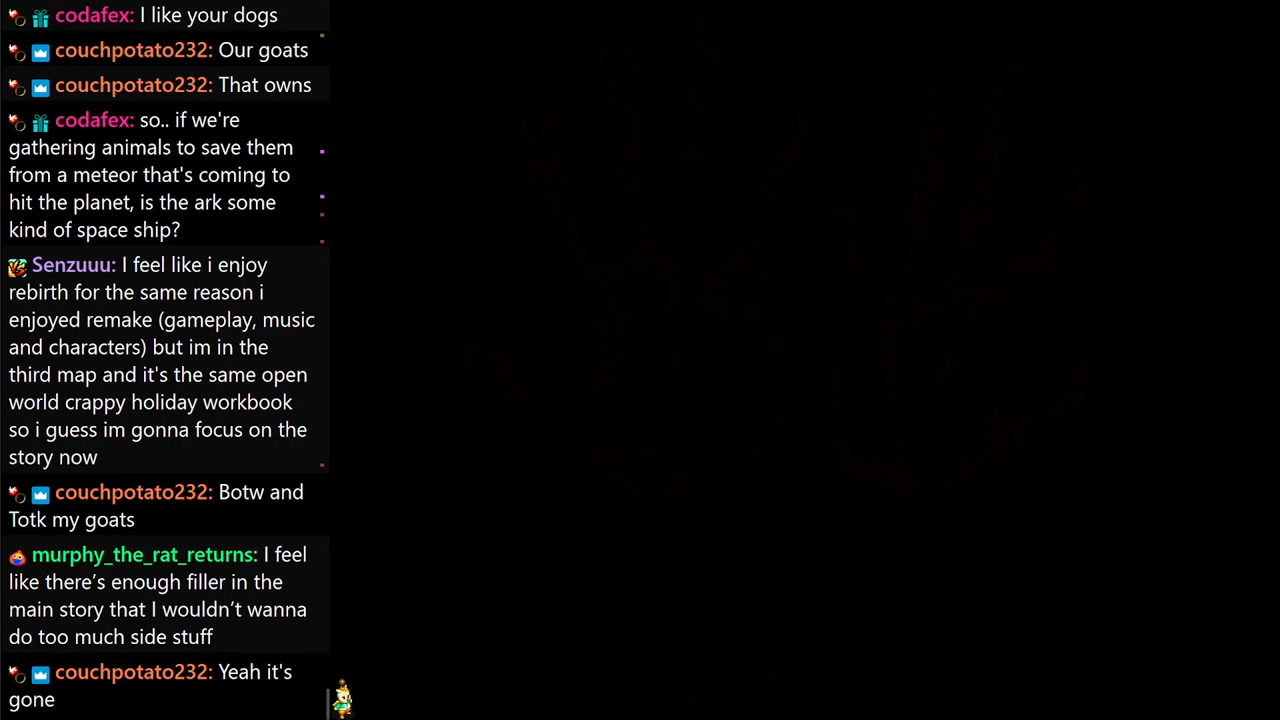 codafex: I like your dogs
couchpotato232: Our goats
couchpotato232: That owns
codafex: so.. if we're
gathering animals to save them
from a meteor that's coming to
hit the planet, is the ark some
kind of space ship?
Senzuuu: I feel like i enjoy
rebirth for the same reason i
enjoyed remake (gameplay, music
and characters) but im in the
third map and it's the same open
world crappy holiday workbook
so i guess im gonna focus on the
story now
couchpotato232: Botw and
Totk my goats
murphy_the_rat_returns: I feel
like there’s enough filler in the
main story that I wouldn’t wanna
do too much side stuff
couchpotato232: Yeah it's
gone